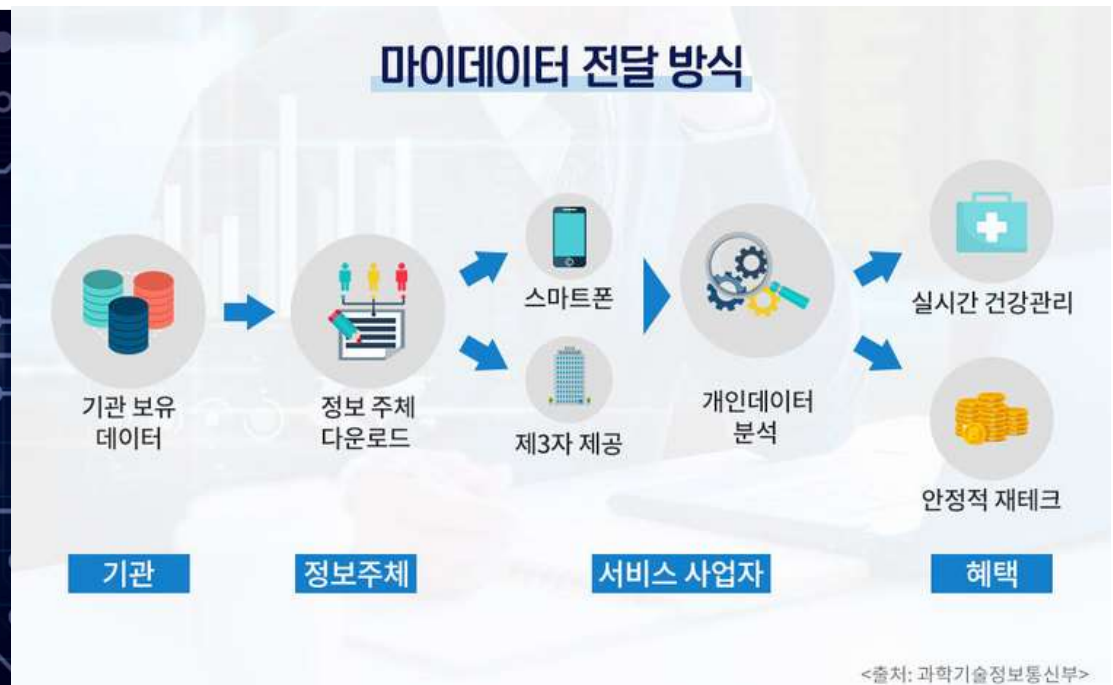 마이데이터 전달 방식
기관 보유
데이터
정보 주체
다운로드
스마트폰
제3자 제공
개인데이터
분석
실시간 건강관리
안정적 재테크
기관
정보주체
서비스 사업자
혜택
<출처: 과학기술정보통신부>